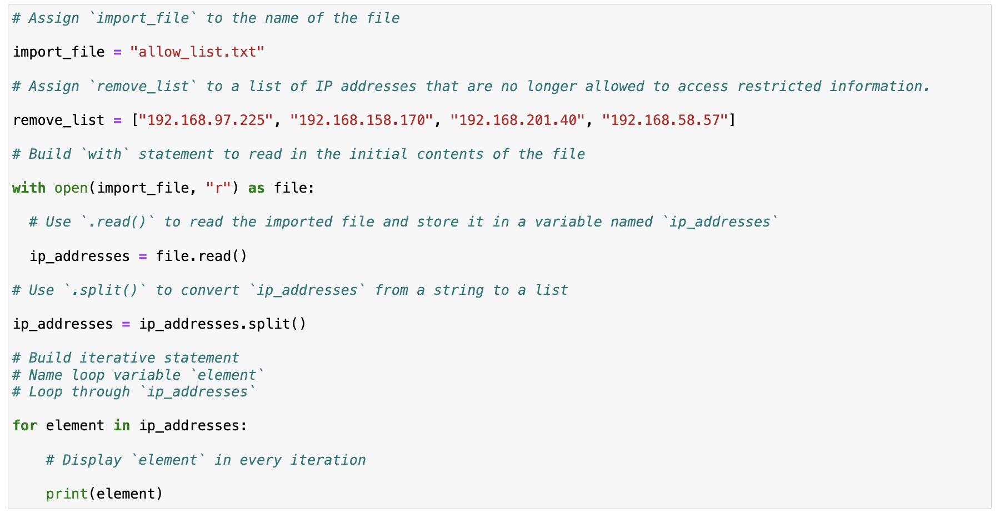 # Assign `import_file` to the name of the file
import_file = "allow_list.txt"
# Assign `remove_list` to a list of IP addresses that are no longer allowed to access restricted information.
remove_list = ["192.168.97.225", "192.168.158.170", "192.168.201.40", "192.168.58.57"]
# Build `with` statement to read in the initial contents of the file
with open(import_file, "r") as file:
  # Use `.read()` to read the imported file and store it in a variable named `ip_addresses`
  ip_addresses = file.read()
# Use `.split()` to convert `ip_addresses` from a string to a list
ip_addresses = ip_addresses.split()
# Build iterative statement
# Name loop variable `element`
# Loop through `ip_addresses`
for element in ip_addresses:
    # Display `element` in every iteration
    print(element)